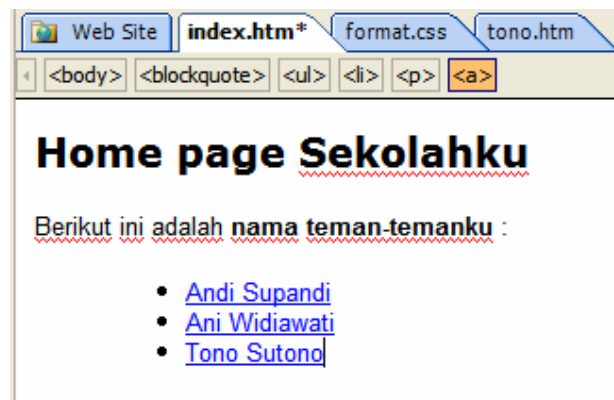 Web Site index.htm* format.css tono.htm
<body> <blockquote> <ul> <li> <p> <a>
Home page Sekolahku
Berikut ini adalah nama teman-temanku :
• Andi Supandi
• Ani Widiawati
• Tono Sutono